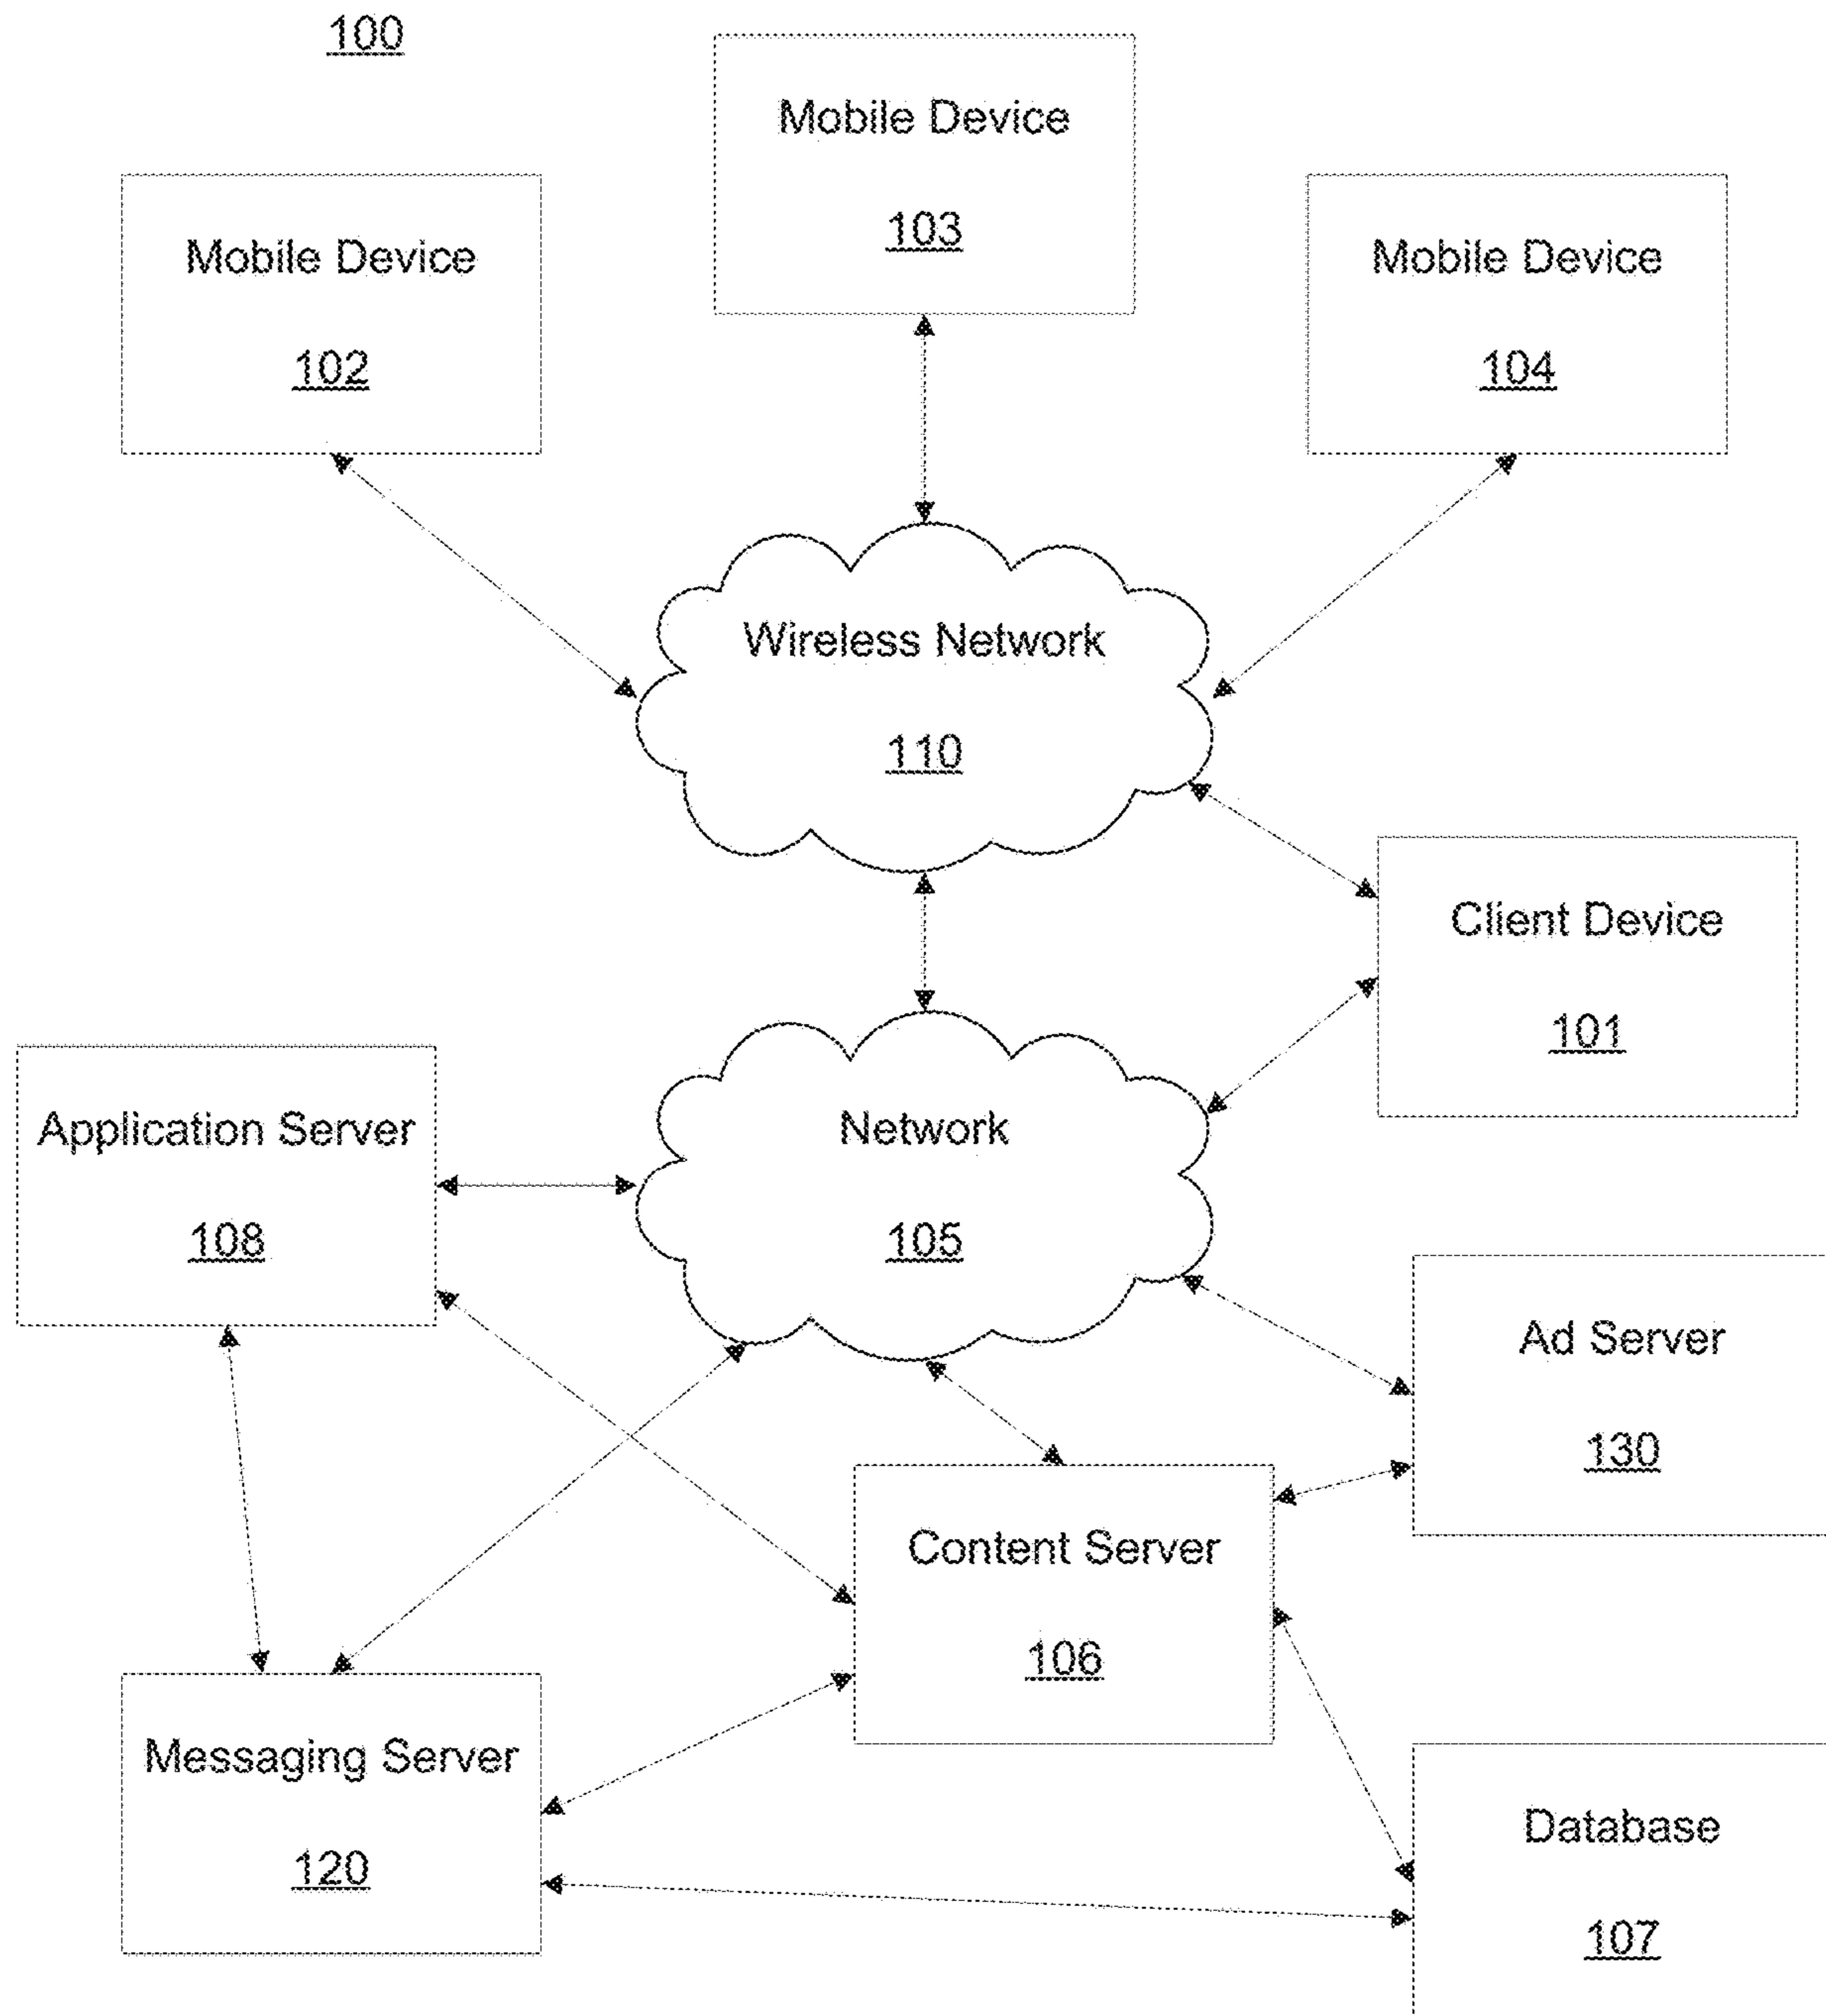 100
Mobile Device
103
Mobile Device
102
Mobile Device
104
Wireless Network
110
Client Device
101
Application Server
108
Network
105
Ad Server
130
Content Server
106
Messaging Server
120
Database
107